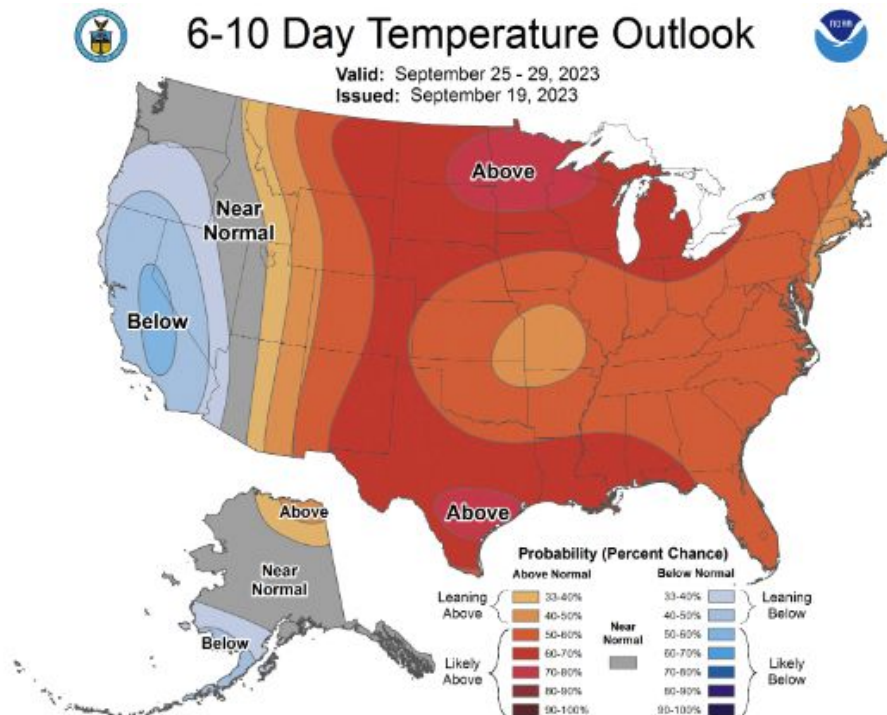 6-10 Day Temperature Outlook
NOAA
Valid: September 25 - 29, 2023
Issued: September 19, 2023
Above
Near
Normal
Below
Above
Above
Near
Normal
Below
Probability (Percent Chance)
Above Normal
Below Normal
Leaning
Above
33-40%
40-50%
Likely
Above
50-60%
60-70%
70-80%
80-90%
90-100%
Near
Normal
33-40%
40-50%
Leaning
Below
50-60%
60-70%
70-80%
80-90%
90-100%
Likely
Below